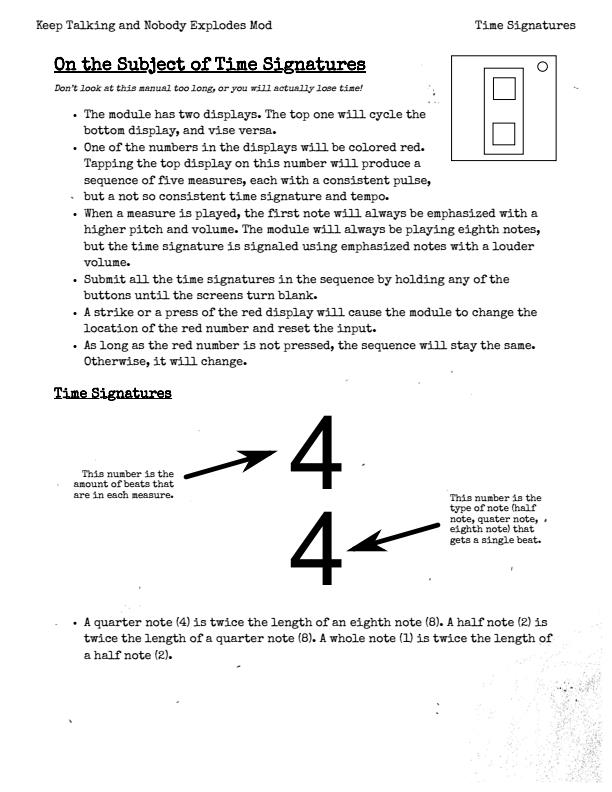 Keep Talking and Nobody Explodes Mod
Time Signatures
On the Subject of Time Signatures
Don't look at this manual too long, or you will actually lose time!
• The module has two displays. The top one will cycle the
bottom display, and vise versa.
• One of the numbers in the displays will be colored red.
Tapping the top display on this number will produce a
sequence of five measures, each with a consistent pulse,
but a not so consistent time signature and tempo.
• When a measure is played, the first note will always be emphasized with a
higher pitch and volume. The module will always be playing eighth notes,
but the time signature is signaled using emphasized notes with a louder
volume.
• Submit all the time signatures in the sequence by holding any of the
buttons until the screens turn blank.
• A strike or a press of the red display will cause the module to change the
location of the red number and reset the input.
• As long as the red number is not pressed, the sequence will stay the same.
Otherwise, it will change.
Time Signatures
4
This number is the
amount of beats that
are in each measure.
4
This number is the
type of note (half
note, quater note,
eighth note) that
gets a single beat.
• A quarter note (4) is twice the length of an eighth note (8). A half note (2) is
twice the length of a quarter note (8). A whole note (1) is twice the length of
a half note (2).